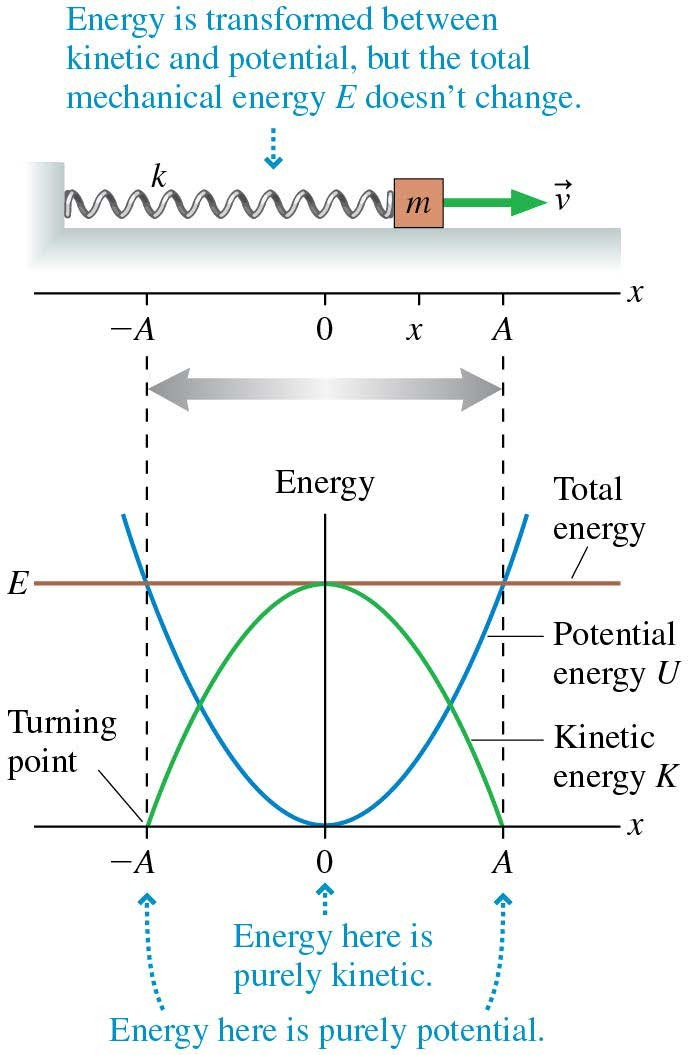 Energy is transformed between
kinetic and potential, but the total
mechanical energy E doesn't change.
k
m
v⃗
x
−A 0 x A
Energy
Total
energy
E
Potential
energy U
Turning
point
Kinetic
energy K
x
−A 0 A
Energy here is
purely kinetic.
Energy here is purely potential.